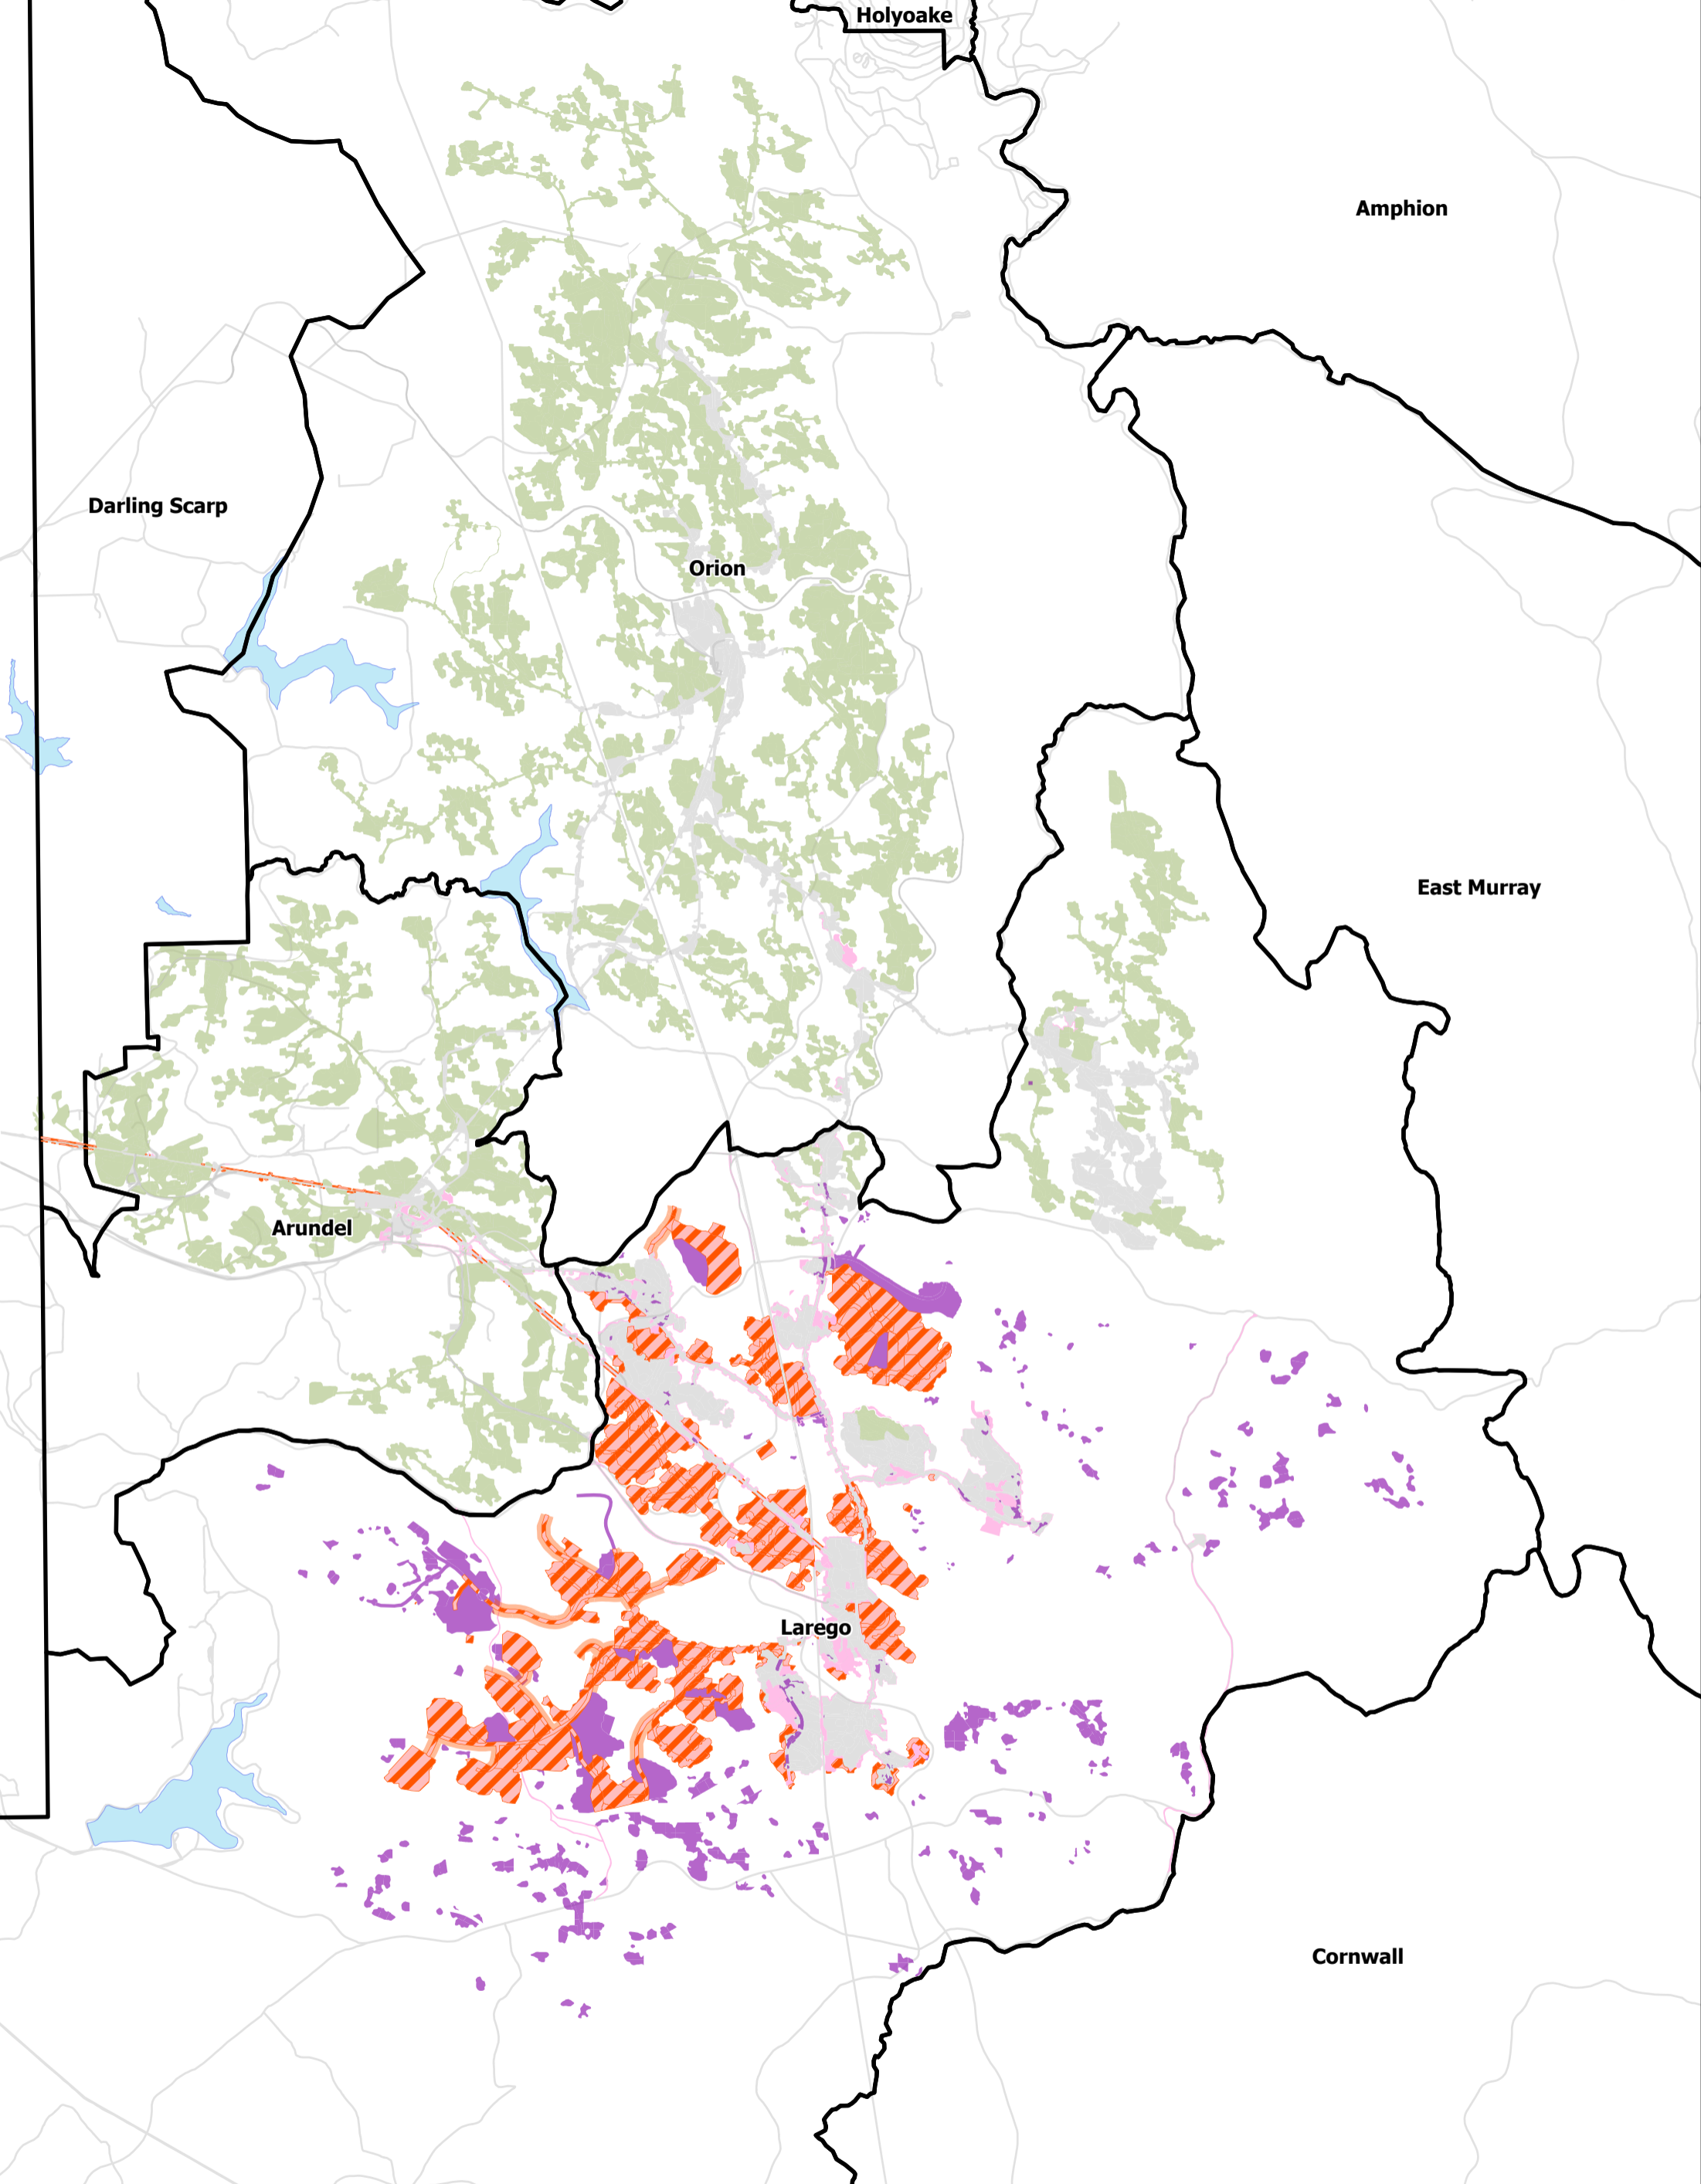 Holyoake
Amphion
Darling Scarp
Orion
East Murray
Arundel
Larego
Cornwall